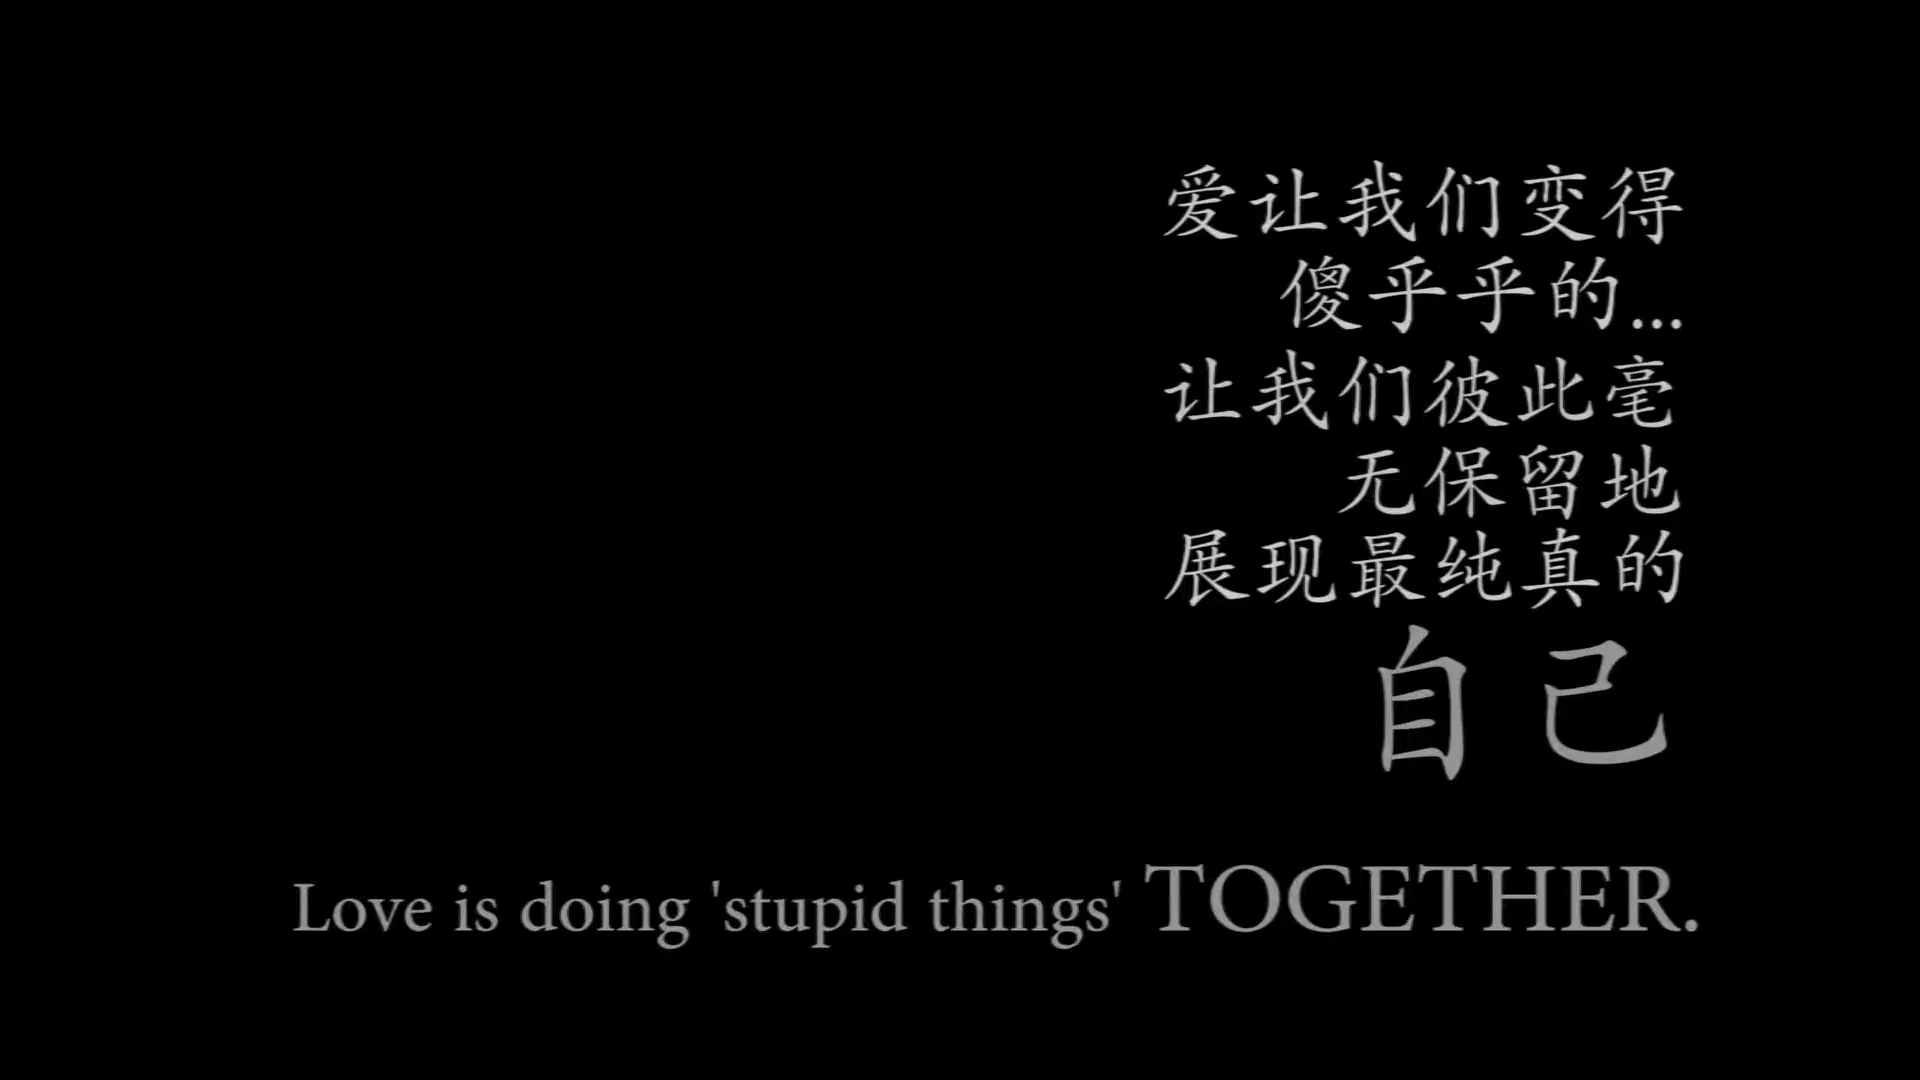 爱让我们变得
傻乎乎的...
让我们彼此毫
无保留地
展现最纯真的
自己
Love is doing 'stupid things' TOGETHER.